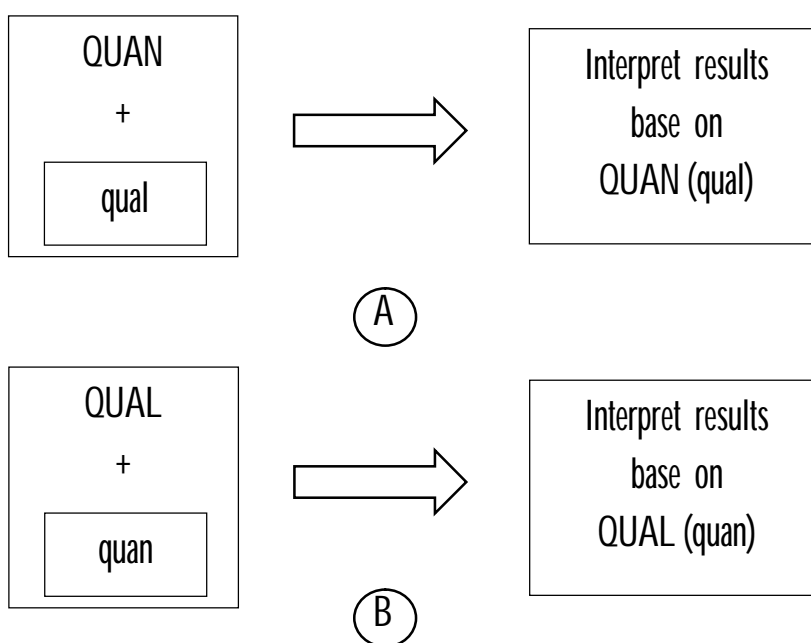 QUAN
+
qual
Interpret results
base on
QUAN (qual)
A
QUAL
+
quan
Interpret results
base on
QUAL (quan)
B